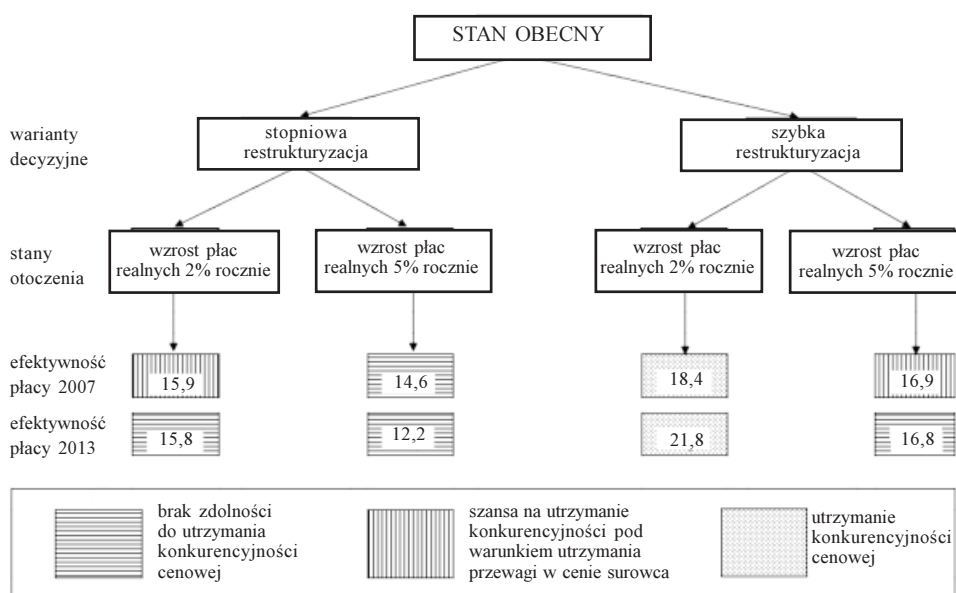 STAN OBECNY
warianty
decyzyjne
stopniowa
restrukturyzacja
szybka
restrukturyzacja
stany
otoczenia
wzrost płac
realnych 2% rocznie
wzrost płac
realnych 5% rocznie
wzrost płac
realnych 2% rocznie
wzrost płac
realnych 5% rocznie
efektywność
płacy 2007
15,9
14,6
18,4
16,9
efektywność
płacy 2013
15,8
12,2
21,8
16,8
brak zdolności
do utrzymania
konkurencyjności
cenowej
szansa na utrzymanie
konkurencyjności pod
warunkiem utrzymania
przewagi w cenie surowca
utrzymanie
konkurencyjności
cenowej